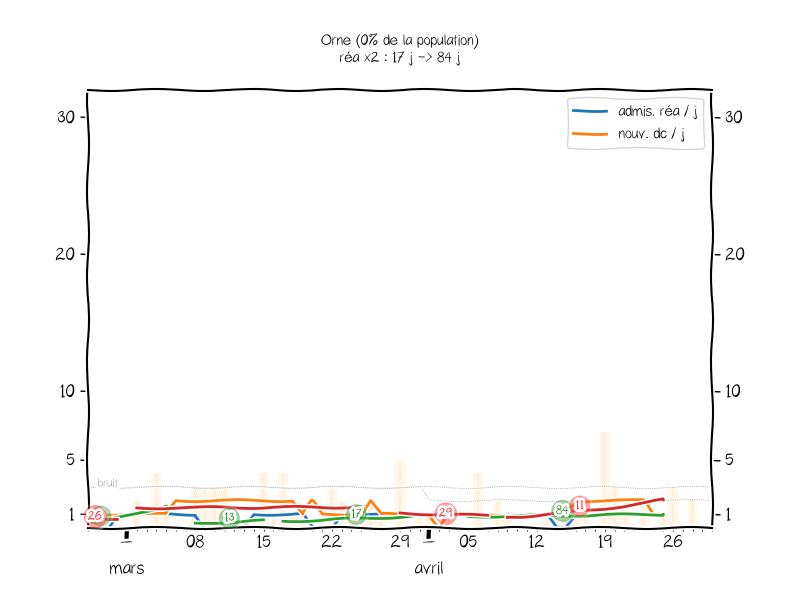 Orne (0% de la population)
réa x2 : 17 j -> 84 j
admis. réa / j
nouv. dc / j
30 30
20 20
10 10
5 5
1 1
bruit
26 13 17 29 84 11
08 15 22 29 05 12 19 26
mars avril